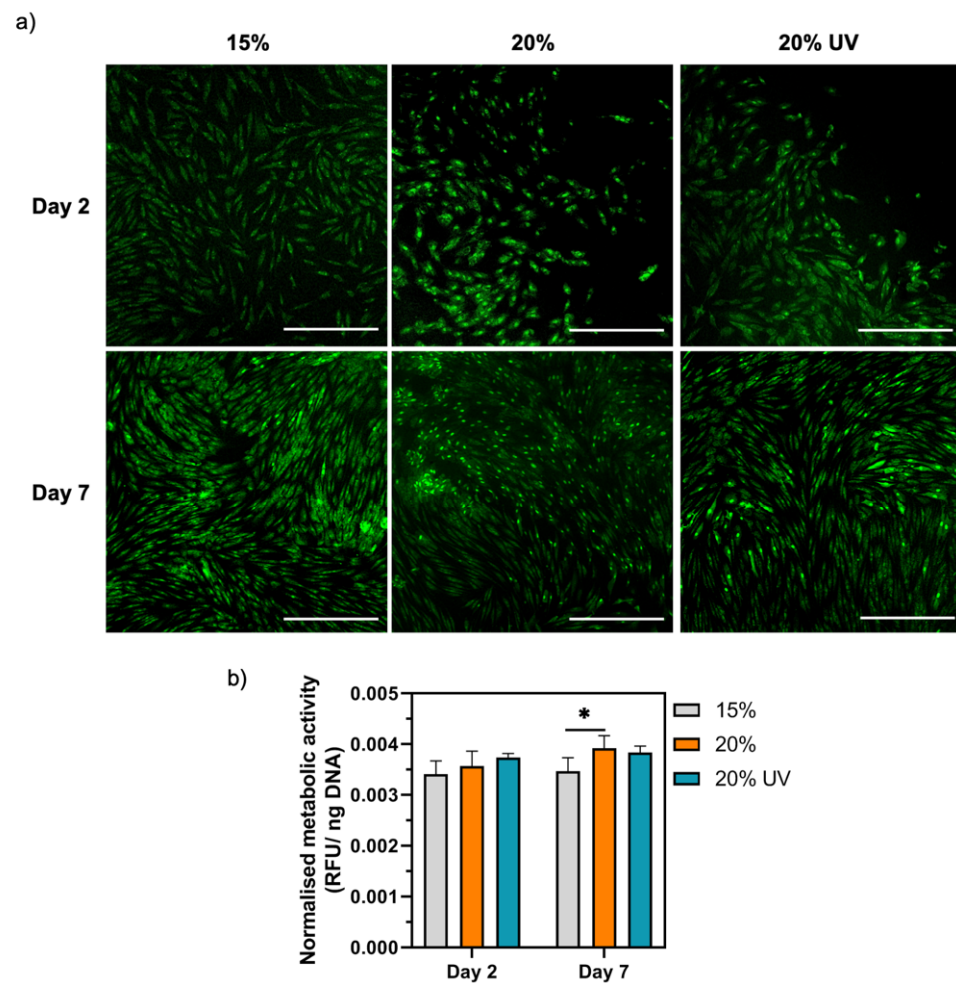 a)
15% 20% 20% UV
Day 2
Day 7
b)
Normalised metabolic activity
(RFU/ ng DNA)
0.005
0.004
0.003
0.002
0.001
0.000
*
Day 2 Day 7
15%
20%
20% UV